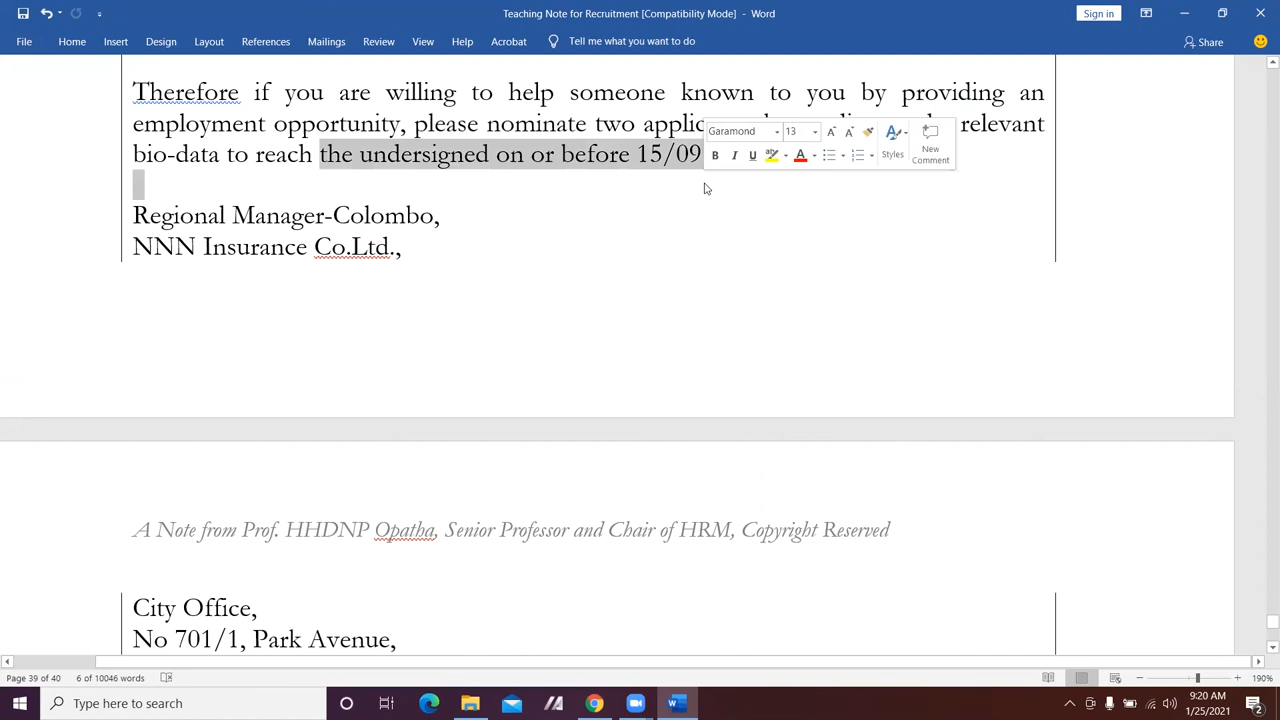 Teaching Note for Recruitment [Compatibility Mode] - Word
Sign in
File Home Insert Design Layout References Mailings Review View Help Acrobat Tell me what you want to do Share
Therefore if you are willing to help someone known to you by providing an
employment opportunity, please nominate two relevant
bio-data to reach the undersigned on or before 15/09
Garamond 13
B I U aby A Styles New Comment
Regional Manager-Colombo,
NNN Insurance Co.Ltd.,
A Note from Prof. HHDNP Opatha, Senior Professor and Chair of HRM, Copyright Reserved
City Office,
No 701/1, Park Avenue,
Page 39 of 40 6 of 10046 words 190%
Type here to search
9:20 AM
1/25/2021
2